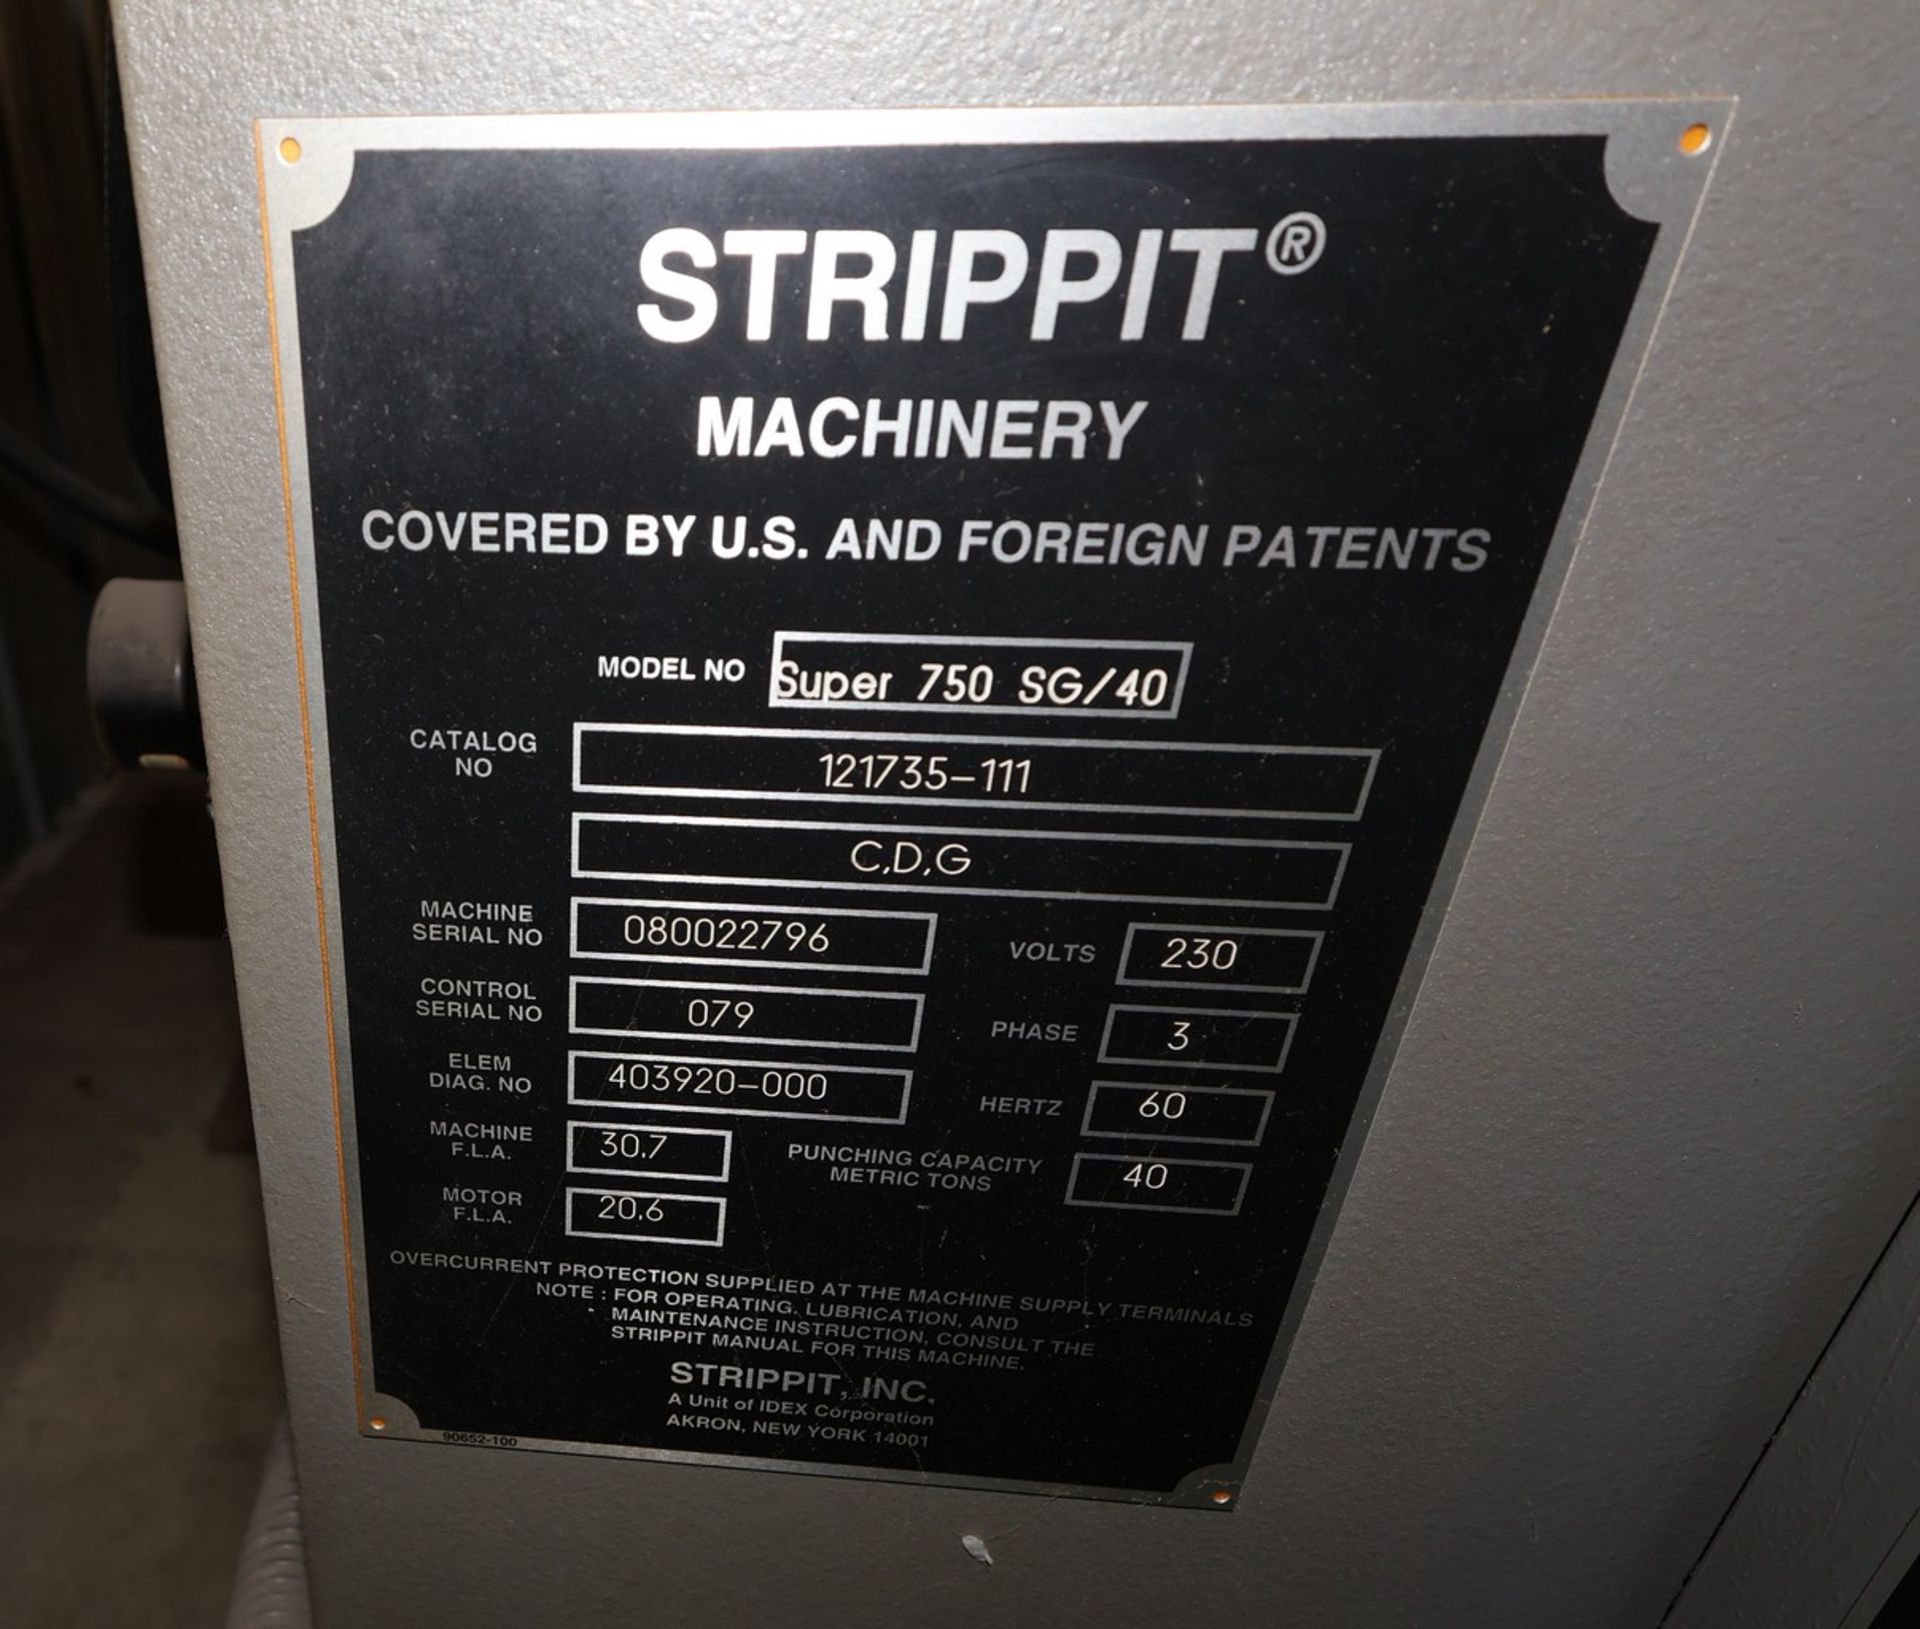 STRIPPIT®
MACHINERY
COVERED BY U.S. AND FOREIGN PATENTS
MODEL NO Super 750 SG/40
CATALOG
NO
121735-111
C,D,G
MACHINE
SERIAL NO
080022796
VOLTS 230
CONTROL
SERIAL NO
079
PHASE 3
ELEM
DIAG. NO
403920-000
HERTZ 60
MACHINE
F.L.A.
30.7
PUNCHING CAPACITY
METRIC TONS
40
MOTOR
F.L.A.
20.6
OVERCURRENT PROTECTION SUPPLIED AT THE MACHINE SUPPLY TERMINALS
NOTE : FOR OPERATING. LUBRICATION, AND
MAINTENANCE INSTRUCTION, CONSULT THE
STRIPPIT MANUAL FOR THIS MACHINE.
STRIPPIT, INC.
A Unit of IDEX Corporation
AKRON, NEW YORK 14001
90652-100